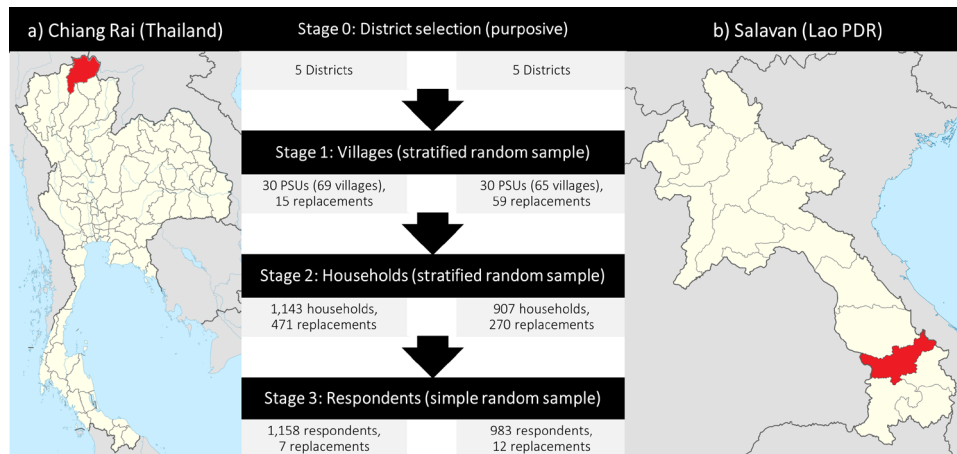 a) Chiang Rai (Thailand)
Stage 0: District selection (purposive)
b) Salavan (Lao PDR)
5 Districts
5 Districts
Stage 1: Villages (stratified random sample)
30 PSUs (69 villages),
15 replacements
30 PSUs (65 villages),
59 replacements
Stage 2: Households (stratified random sample)
1,143 households,
471 replacements
907 households,
270 replacements
Stage 3: Respondents (simple random sample)
1,158 respondents,
7 replacements
983 respondents,
12 replacements